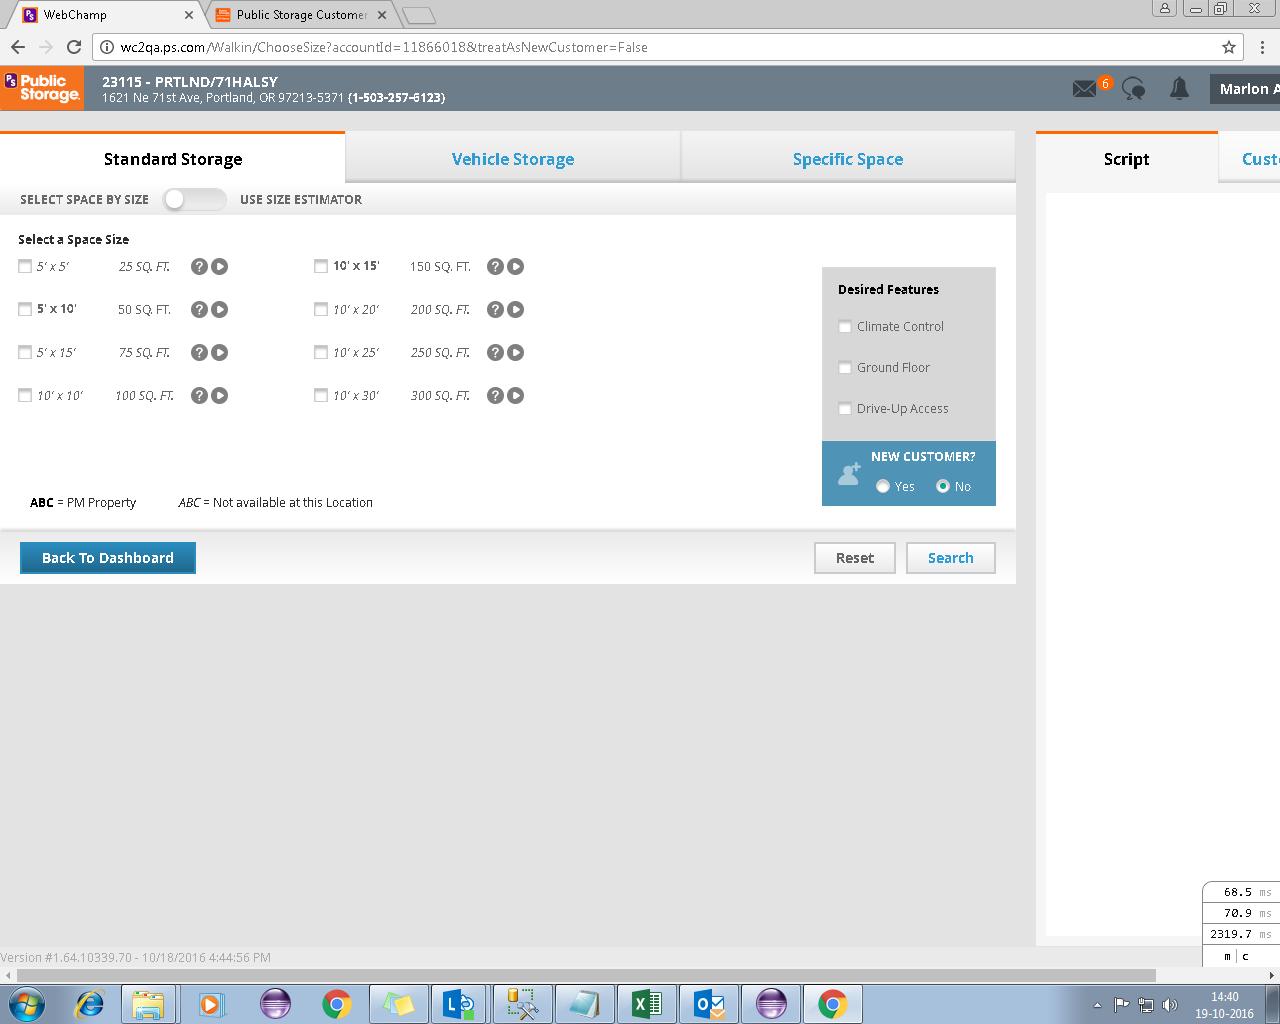 WebChamp
Public Storage Customer
wc2qa.ps.com/Walkin/ChooseSize?accountId=11866018&treatAsNewCustomer=False
PS Public Storage.
23115 - PRTLND/71HALSY
1621 Ne 71st Ave, Portland, OR 97213-5371 (1-503-257-6123)
6
Marlon A
Standard Storage
Vehicle Storage
Specific Space
Script
Custo
SELECT SPACE BY SIZE
USE SIZE ESTIMATOR
Select a Space Size
5' x 5' 25 SQ. FT. ?
10' x 15' 150 SQ. FT. ?
5' x 10' 50 SQ. FT. ?
10' x 20' 200 SQ. FT. ?
5' x 15' 75 SQ. FT. ?
10' x 25' 250 SQ. FT. ?
10' x 10' 100 SQ. FT. ?
10' x 30' 300 SQ. FT. ?
Desired Features
Climate Control
Ground Floor
Drive-Up Access
NEW CUSTOMER?
Yes No
ABC = PM Property
ABC = Not available at this Location
Back To Dashboard
Reset
Search
68.5 ms
70.9 ms
2319.7 ms
m | c
Version #1.64.10339.70 - 10/18/2016 4:44:56 PM
14:40
19-10-2016